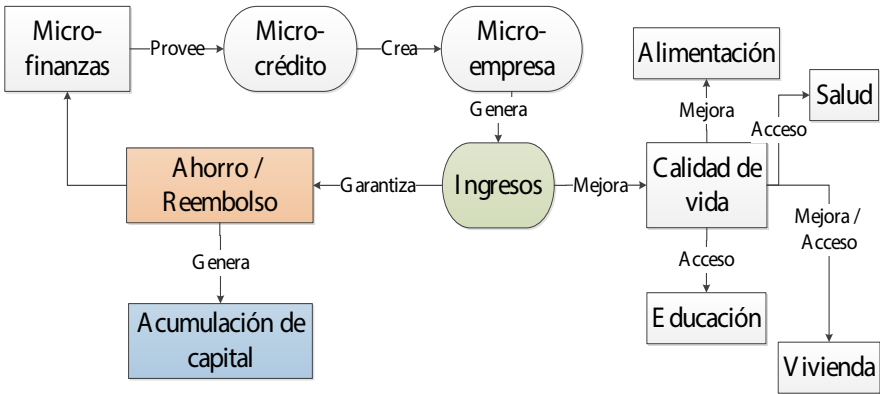 Micro-
finanzas
Provee
Micro-
crédito
Crea
Micro-
empresa
Genera
Ingresos
Garantiza
Ahorro /
Reembolso
Genera
Acumulación de
capital
Mejora
Calidad de
vida
Mejora
Alimentación
Acceso
Salud
Acceso
Educación
Mejora /
Acceso
Vivienda